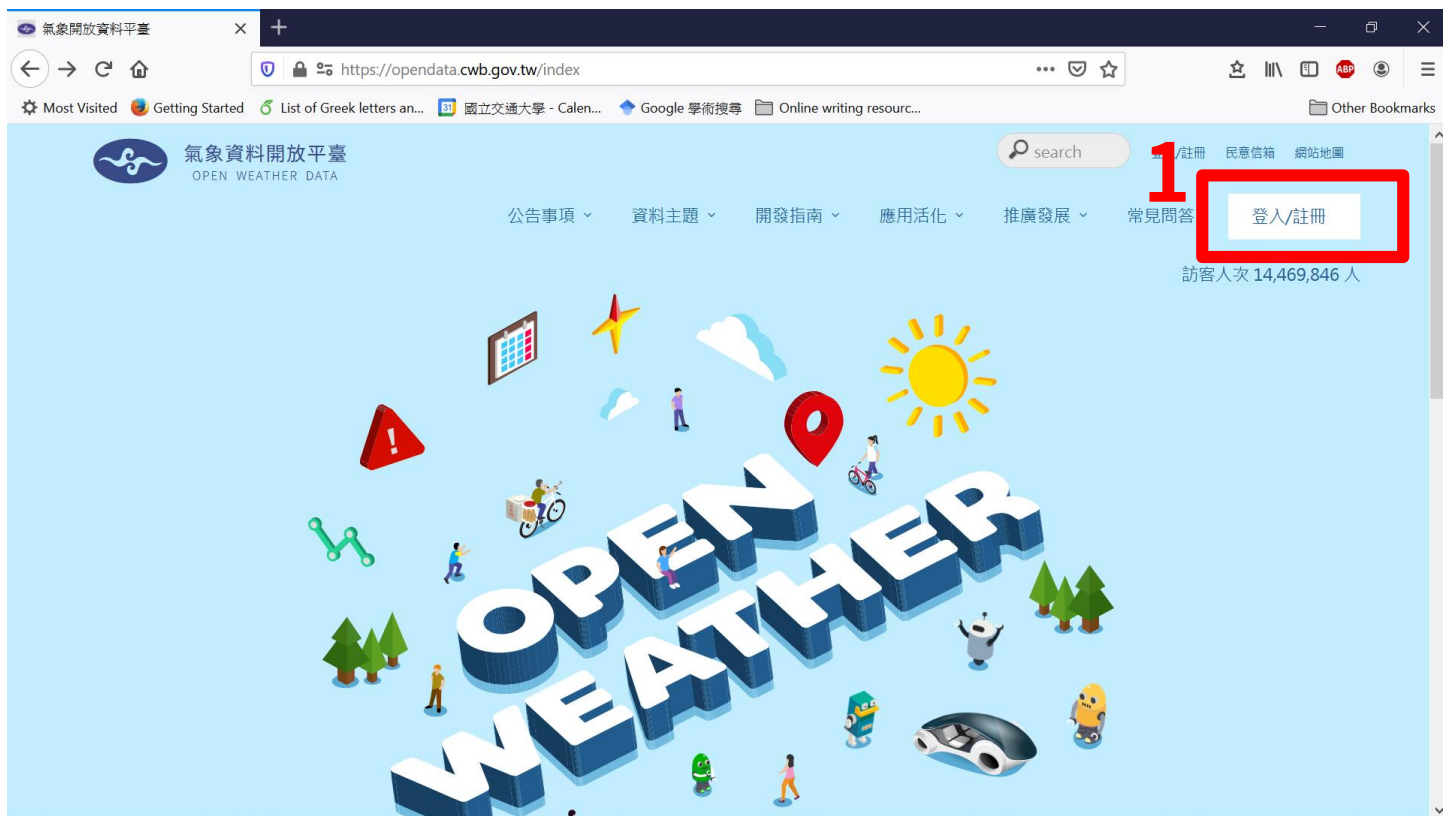 氣象開放資料平臺
https://opendata.cwb.gov.tw/index
ABP
Most Visited Getting Started List of Greek letters an... 31 國立交通大學 - Calen... Google 學術搜尋 Online writing resourc... Other Bookmarks
氣象資料開放平臺
OPEN WEATHER DATA
search /註冊 民意信箱 網站地圖
1
公告事項 資料主題 開發指南 應用活化 推廣發展 常見問答 登入/註冊
訪客人次 14,469,846 人
OPEN
WEATHER